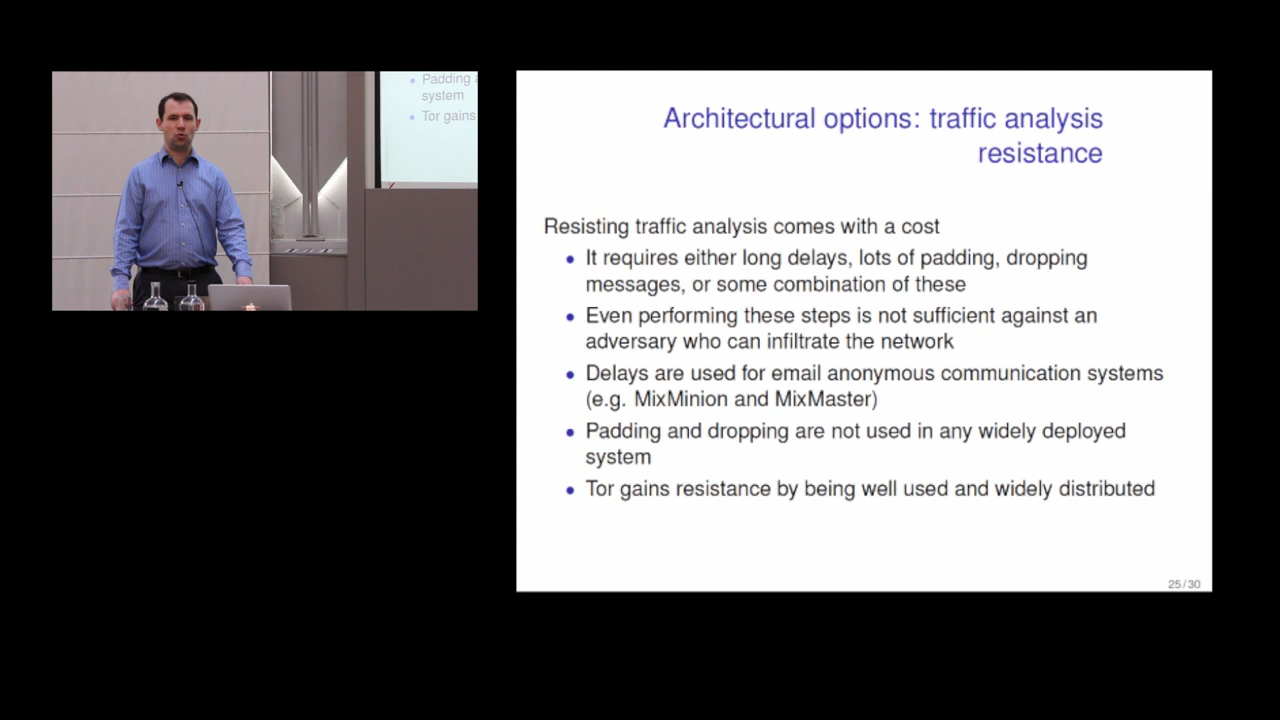 • Padding
system
• Tor gains
Architectural options: traffic analysis
resistance
Resisting traffic analysis comes with a cost
• It requires either long delays, lots of padding, dropping
messages, or some combination of these
• Even performing these steps is not sufficient against an
adversary who can infiltrate the network
• Delays are used for email anonymous communication systems
(e.g. MixMinion and MixMaster)
• Padding and dropping are not used in any widely deployed
system
• Tor gains resistance by being well used and widely distributed
25/30